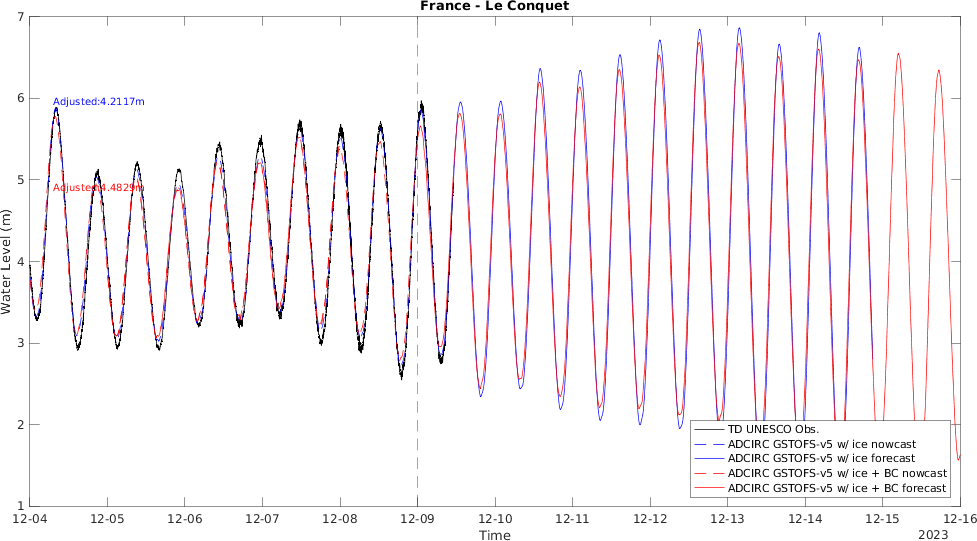 France - Le Conquet
7
6
5
4
3
2
1
Water Level (m)
Adjusted:4.2117m
Adjusted:4.4829m
TD UNESCO Obs.
ADCIRC GSTOFS-v5 w/ ice nowcast
ADCIRC GSTOFS-v5 w/ ice forecast
ADCIRC GSTOFS-v5 w/ ice + BC nowcast
ADCIRC GSTOFS-v5 w/ ice + BC forecast
12-04 12-05 12-06 12-07 12-08 12-09 12-10 12-11 12-12 12-13 12-14 12-15 12-16
Time
2023